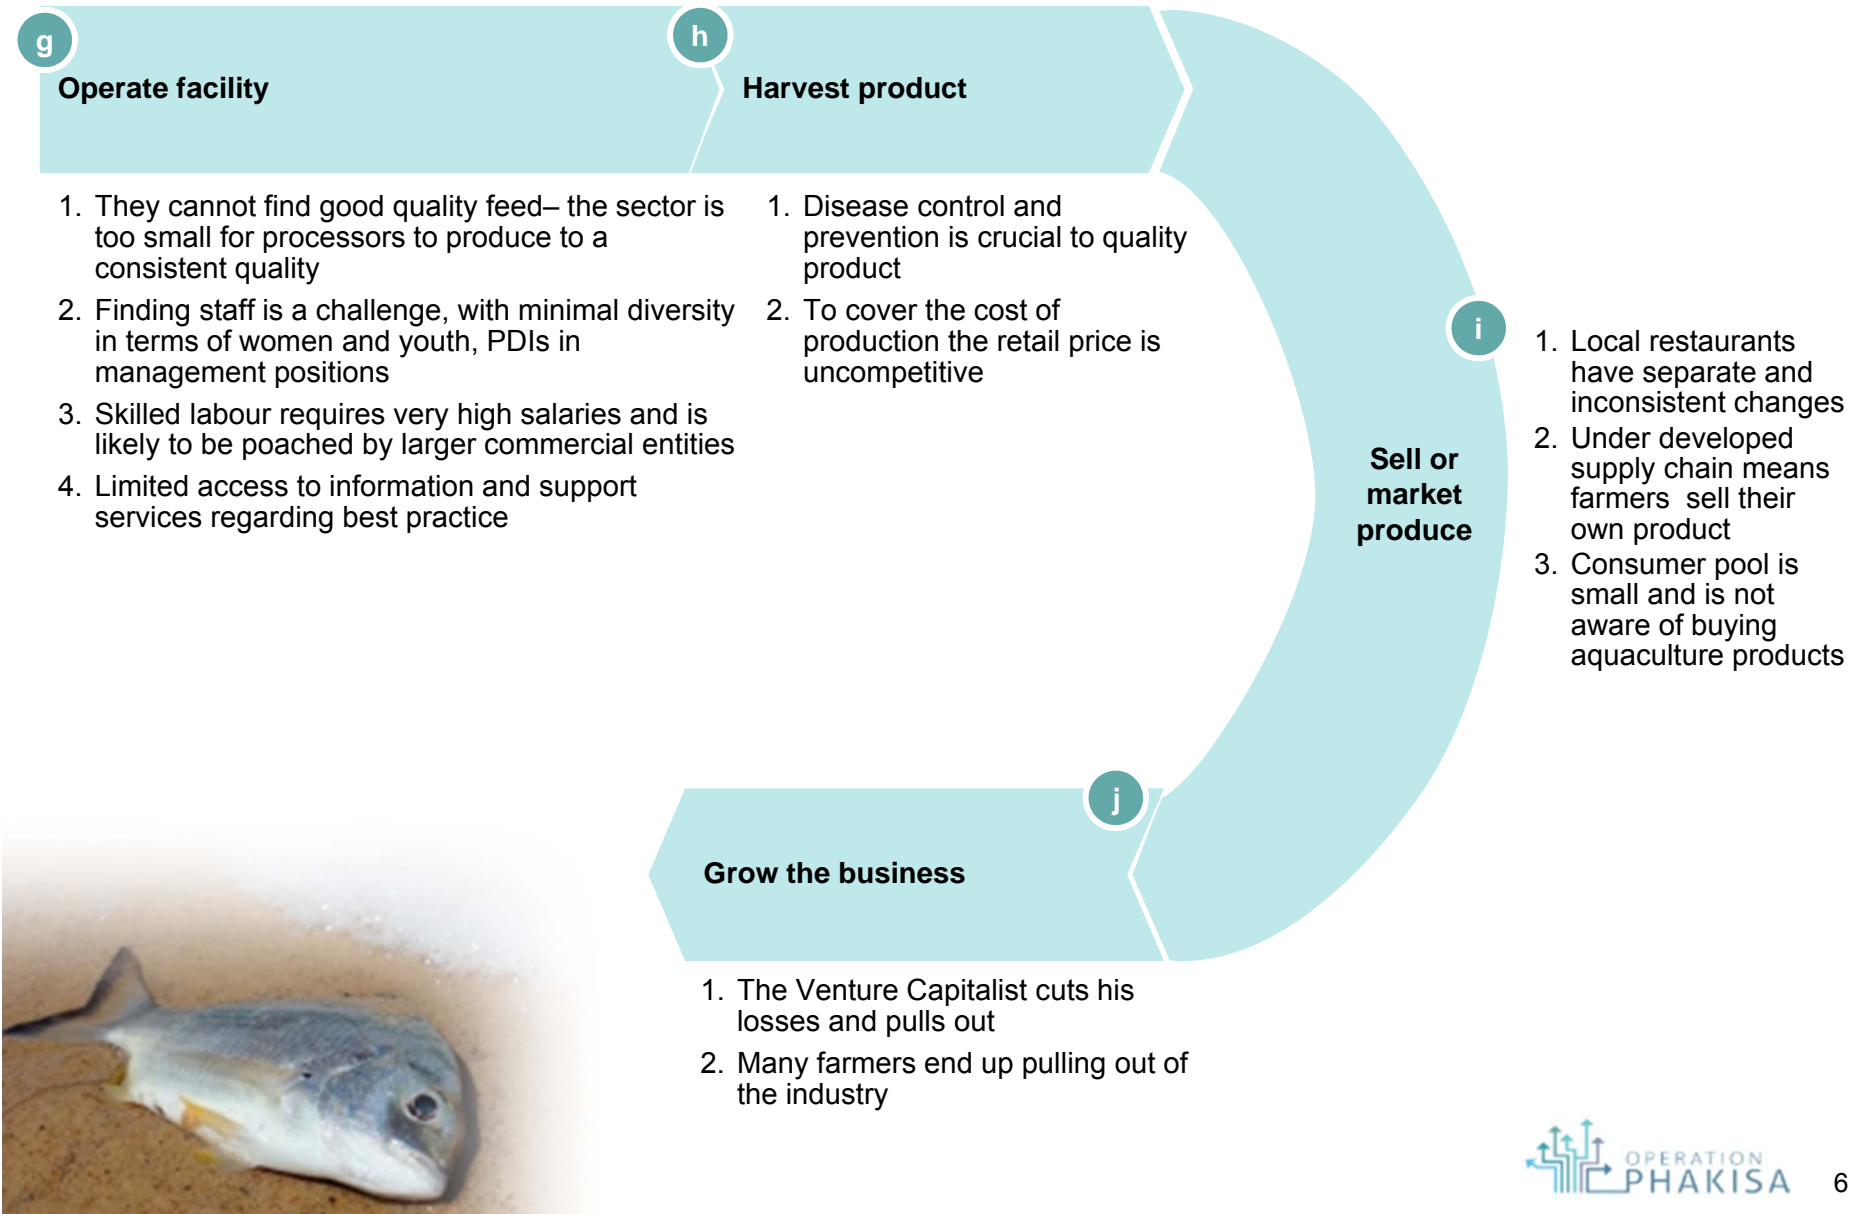 g
Operate facility
1. They cannot find good quality feed– the sector is
too small for processors to produce to a
consistent quality
2. Finding staff is a challenge, with minimal diversity
in terms of women and youth, PDIs in
management positions
3. Skilled labour requires very high salaries and is
likely to be poached by larger commercial entities
4. Limited access to information and support
services regarding best practice
h
Harvest product
1. Disease control and
prevention is crucial to quality
product
2. To cover the cost of
production the retail price is
uncompetitive
i
Sell or
market
produce
1. Local restaurants
have separate and
inconsistent changes
2. Under developed
supply chain means
farmers  sell their
own product
3. Consumer pool is
small and is not
aware of buying
aquaculture products
j
Grow the business
1. The Venture Capitalist cuts his
losses and pulls out
2. Many farmers end up pulling out of
the industry
OPERATION
PHAKISA
6